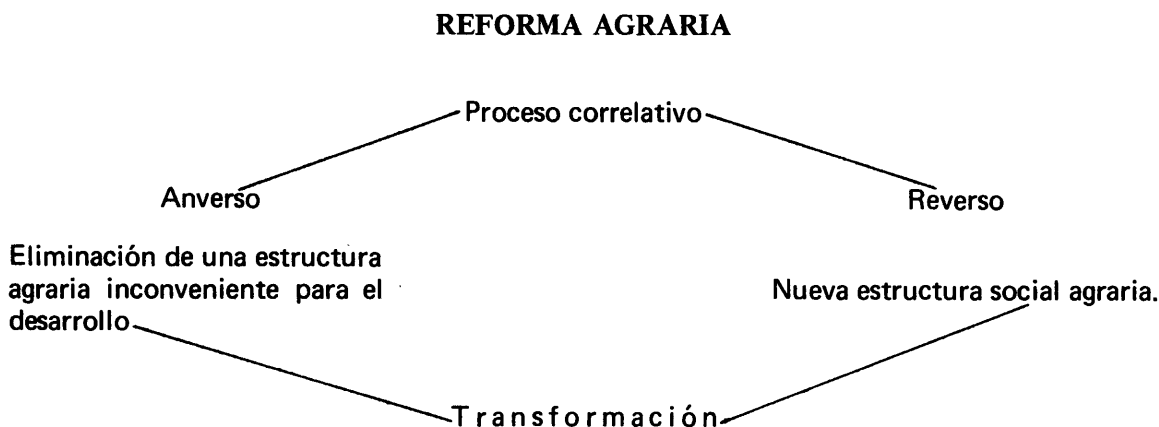 REFORMA AGRARIA
Proceso correlativo
Anverso
Reverso
Eliminación de una estructura
agraria inconveniente para el
desarrollo
Nueva estructura social agraria.
Transformación